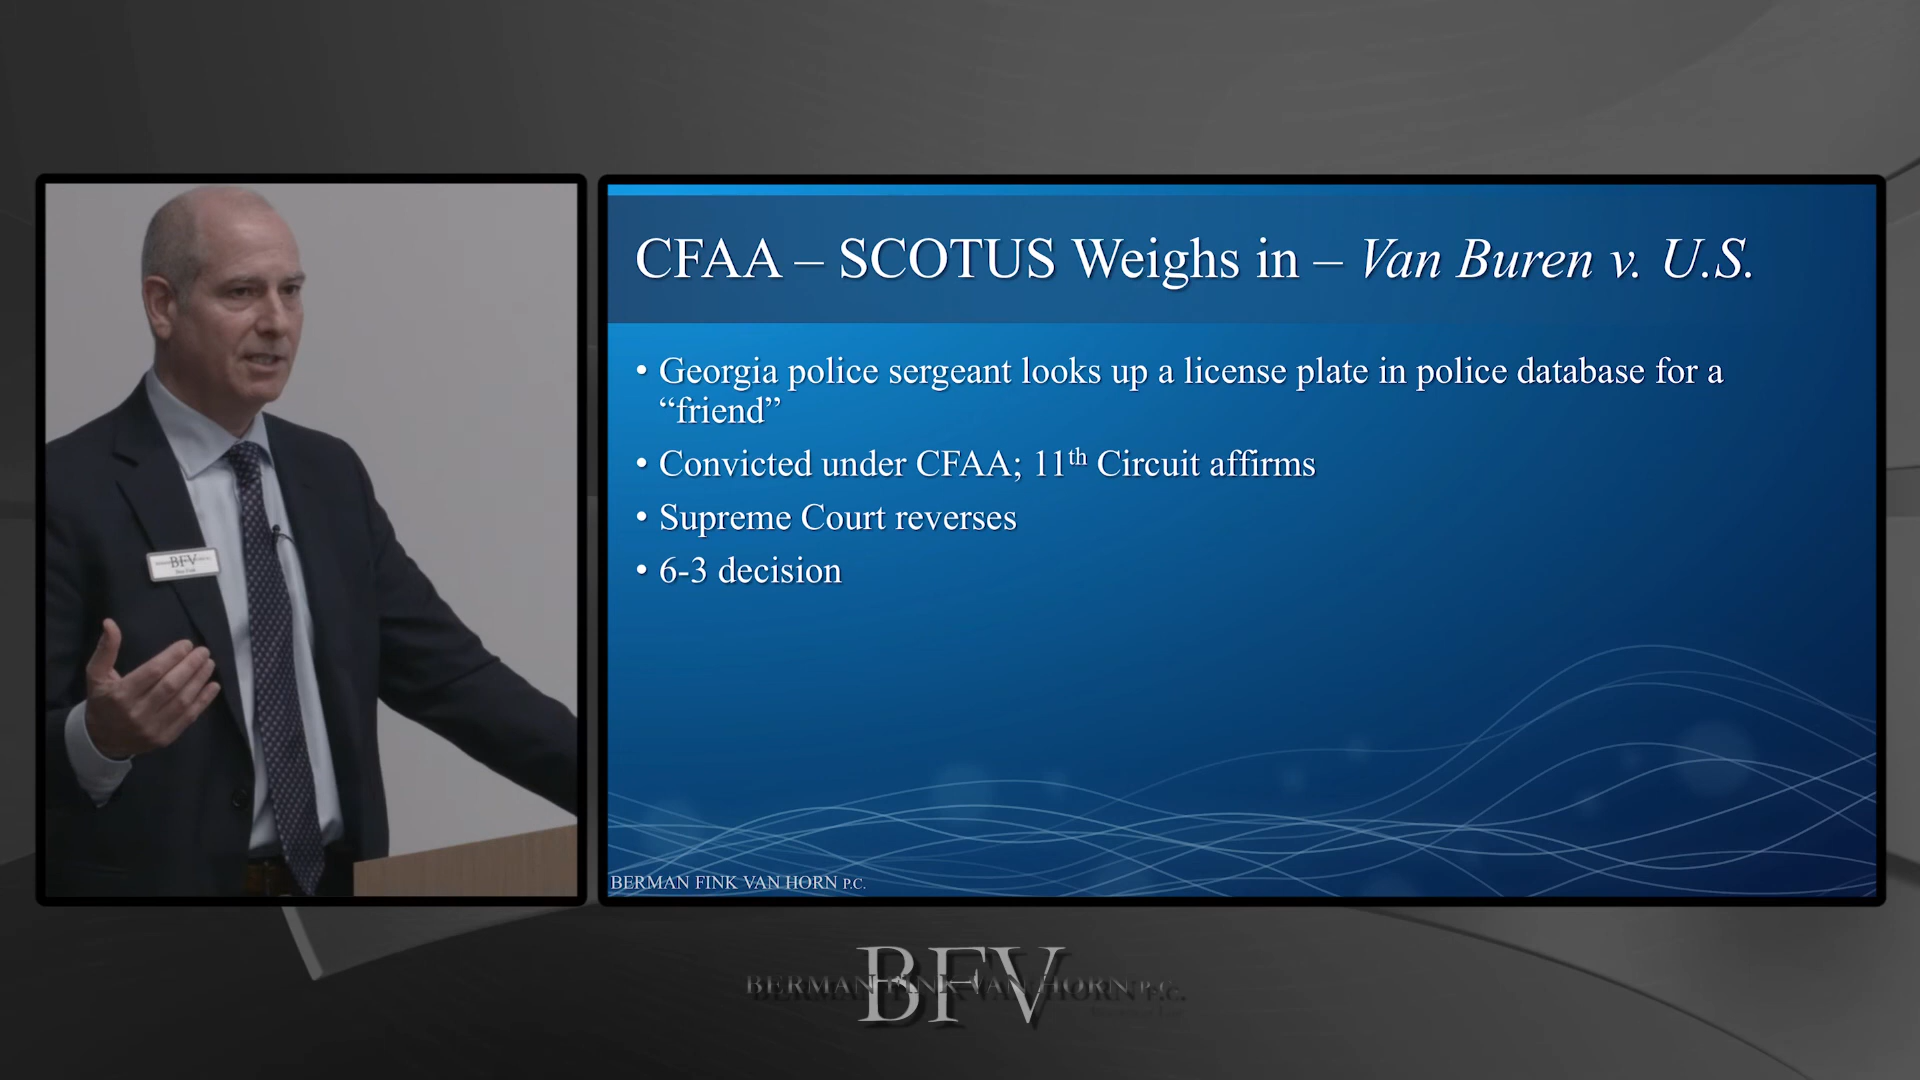 CFAA – SCOTUS Weighs in – Van Buren v. U.S.
• Georgia police sergeant looks up a license plate in police database for a
“friend”
• Convicted under CFAA; 11th Circuit affirms
• Supreme Court reverses
• 6-3 decision
BERMAN FINK VAN HORN P.C.
BFV
BFV
BERMAN FINK VAN HORN P.C.